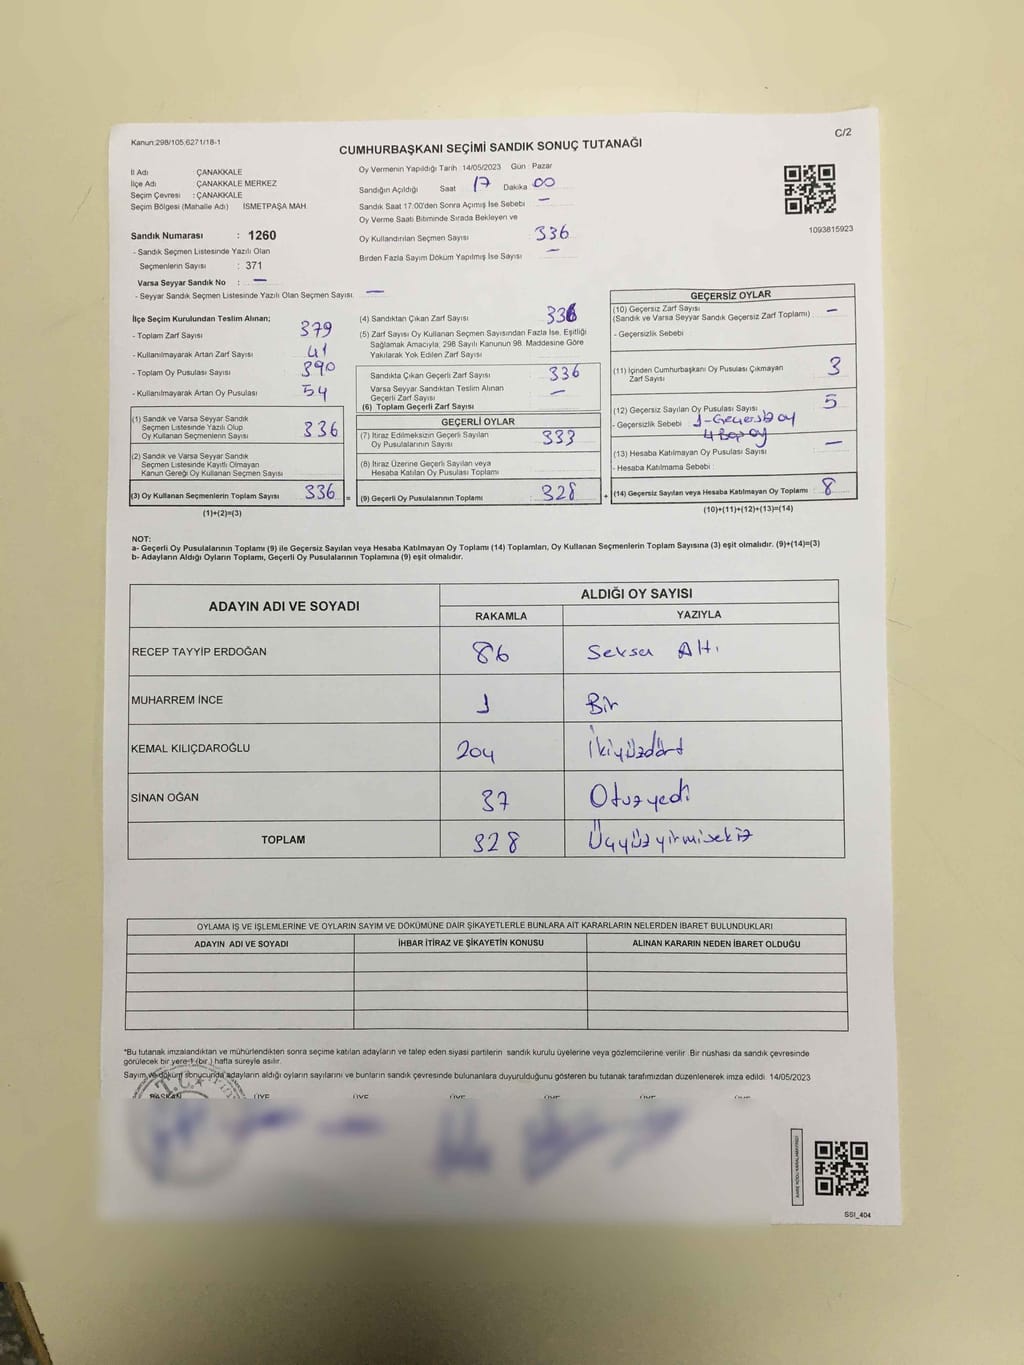 Kanun:298/105,6271/18-1
C/2
CUMHURBAŞKANI SEÇİMİ SANDIK SONUÇ TUTANAĞI
İl Adı ÇANAKKALE
İlçe Adı ÇANAKKALE MERKEZ
Seçim Çevresi : ÇANAKKALE
Seçim Bölgesi (Mahalle Adı) İSMETPAŞA MAH.
Oy Vermenin Yapıldığı Tarih :14/05/2023 Gün : Pazar
Sandığın Açıldığı Saat 17 Dakika 00
Sandık Saat 17:00'den Sonra Açımış İse Sebebi —
Oy Verme Saati Bitiminde Sırada Bekleyen ve
Oy Kullandırılan Seçmen Sayısı 336
Birden Fazla Sayım Döküm Yapılmış İse Sayısı —
1093815923
Sandık Numarası : 1260
- Sandık Seçmen Listesinde Yazılı Olan
Seçmenlerin Sayısı : 371
Varsa Seyyar Sandık No : —
- Seyyar Sandık Seçmen Listesinde Yazılı Olan Seçmen Sayısı. —
İlçe Seçim Kurulundan Teslim Alınan;
- Toplam Zarf Sayısı 379
- Kullanılmayarak Artan Zarf Sayısı 41
- Toplam Oy Pusulası Sayısı 390
- Kullanılmayarak Artan Oy Pusulası 54
(1) Sandık ve Varsa Seyyar Sandık
Seçmen Listesinde Yazılı Olup
Oy Kullanan Seçmenlerin Sayısı 336
(2) Sandık ve Varsa Seyyar Sandık
Seçmen Listesinde Kayıtlı Olmayan
Kanun Gereği Oy Kullanan Seçmen Sayısı
(3) Oy Kullanan Seçmenlerin Toplam Sayısı 336 =
(1)+(2)=(3)
(4) Sandıktan Çıkan Zarf Sayısı 336
(5) Zarf Sayısı Oy Kullanan Seçmen Sayısından Fazla İse, Eşitliği
Sağlamak Amacıyla, 298 Sayılı Kanunun 98. Maddesine Göre
Yakılarak Yok Edilen Zarf Sayısı
Sandıkta Çıkan Geçerli Zarf Sayısı 336
Varsa Seyyar Sandıktan Teslim Alınan
Geçerli Zarf Sayısı —
(6) Toplam Geçerli Zarf Sayısı
GEÇERLİ OYLAR
(7) İtiraz Edilmeksizin Geçerli Sayılan
Oy Pusulasının Sayısı 333
(8) İtiraz Üzerine Geçerli Sayılan veya
Hesaba Katılan Oy Pusulası Toplamı
(9) Geçerli Oy Pusulalarının Toplamı 328 +
GEÇERSİZ OYLAR
(10) Geçersiz Zarf Sayısı
(Sandık ve Varsa Seyyar Sandık Geçersiz Zarf Toplamı) —
- Geçersizlik Sebebi
(11) İçinden Cumhurbaşkanı Oy Pusulası Çıkmayan
Zarf Sayısı 3
(12) Geçersiz Sayılan Oy Pusulası Sayısı 5
- Geçersizlik Sebebi 1-Geçersiz oy
4 Boş oy
(13) Hesaba Katılmayan Oy Pusulası Sayısı —
- Hesaba Katılmama Sebebi
(14) Geçersiz Sayılan veya Hesaba Katılmayan Oy Toplamı 8
(10)+(11)+(12)+(13)=(14)
NOT:
a- Geçerli Oy Pusulalarının Toplamı (9) ile Geçersiz Sayılan veya Hesaba Katılmayan Oy Toplamı (14) Toplamları, Oy Kullanan Seçmenlerin Toplam Sayısına (3) eşit olmalıdır. (9)+(14)=(3)
b- Adayların Aldığı Oyların Toplamı, Geçerli Oy Pusulalarının Toplamına (9) eşit olmalıdır.
ADAYIN ADI VE SOYADI ALDIĞI OY SAYISI
RAKAMLA YAZIYLA
RECEP TAYYİP ERDOĞAN 86 Seksen Altı
MUHARREM İNCE 1 Bir
KEMAL KILIÇDAROĞLU 204 İkiyüzdört
SİNAN OĞAN 37 Otuzyedi
TOPLAM 328 Üçyüzyirmisekiz
OYLAMA İŞ VE İŞLEMLERİNE VE OYLARIN SAYIM VE DÖKÜMÜNE DAİR ŞİKAYETLERLE BUNLARA AİT KARARLARIN NELERDEN İBARET BULUNDUKLARI
ADAYIN ADI VE SOYADI İHBAR İTİRAZ VE ŞİKAYETİN KONUSU ALINAN KARARIN NEDEN İBARET OLDUĞU
*Bu tutanak imzalandıktan ve mühürlendikten sonra seçime katılan adayların ve talep eden siyasi partilerin sandık kurulu üyelerine veya gözlemcilerine verilir. Bir nüshası da sandık çevresinde
görülecek bir yere 1 (bir ) hafta süreyle asılır.
Sayım ve döküm sonucunda adayların aldığı oyların sayılarını ve bunların sandık çevresinde bulunanlara duyurulduğunu gösteren bu tutanak tarafımızdan düzenlenerek imza edildi. 14/05/2023
T.C.
BAŞKAN ÜYE ÜYE ÜYE ÜYE ÜYE ÜYE
SSI_404